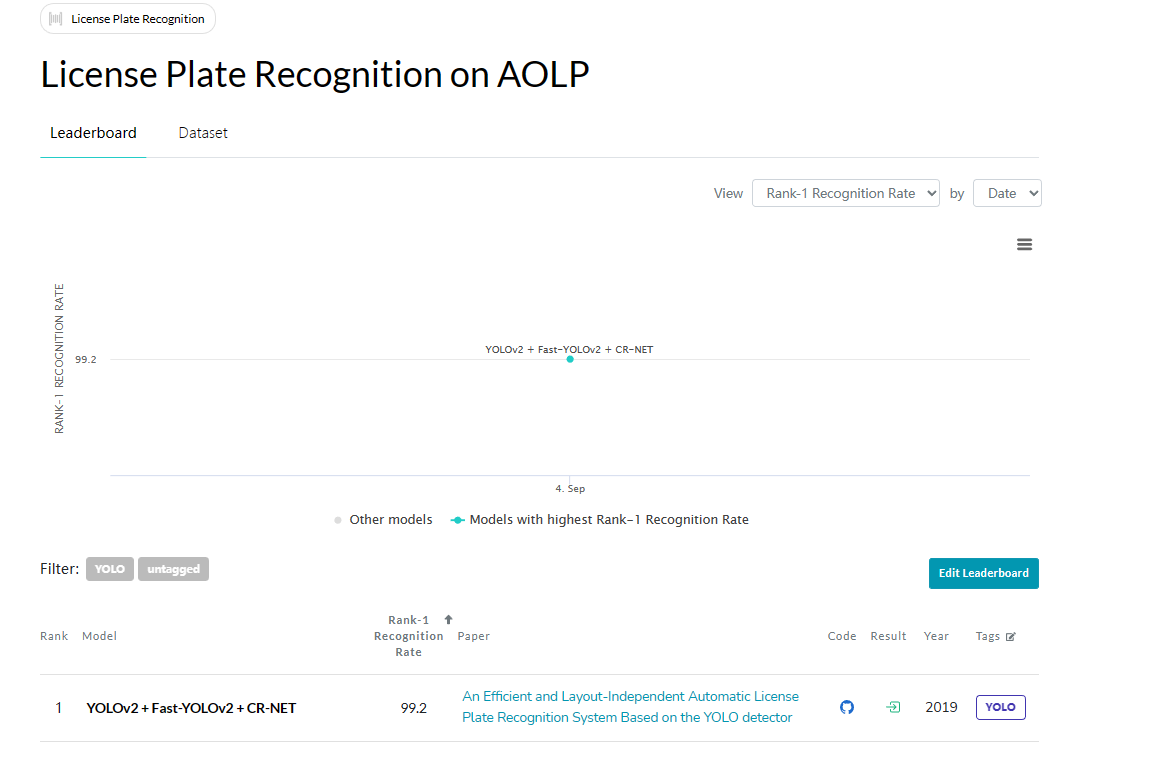 License Plate Recognition
License Plate Recognition on AOLP
Leaderboard Dataset
View Rank-1 Recognition Rate by Date
RANK-1 RECOGNITION RATE
YOLOv2 + Fast-YOLOv2 + CR-NET
99.2
4. Sep
Other models Models with highest Rank-1 Recognition Rate
Filter: YOLO untagged
Edit Leaderboard
Rank Model Rank-1 Recognition Rate Paper Code Result Year Tags
1 YOLOv2 + Fast-YOLOv2 + CR-NET 99.2 An Efficient and Layout-Independent Automatic License 2019 YOLO
Plate Recognition System Based on the YOLO detector